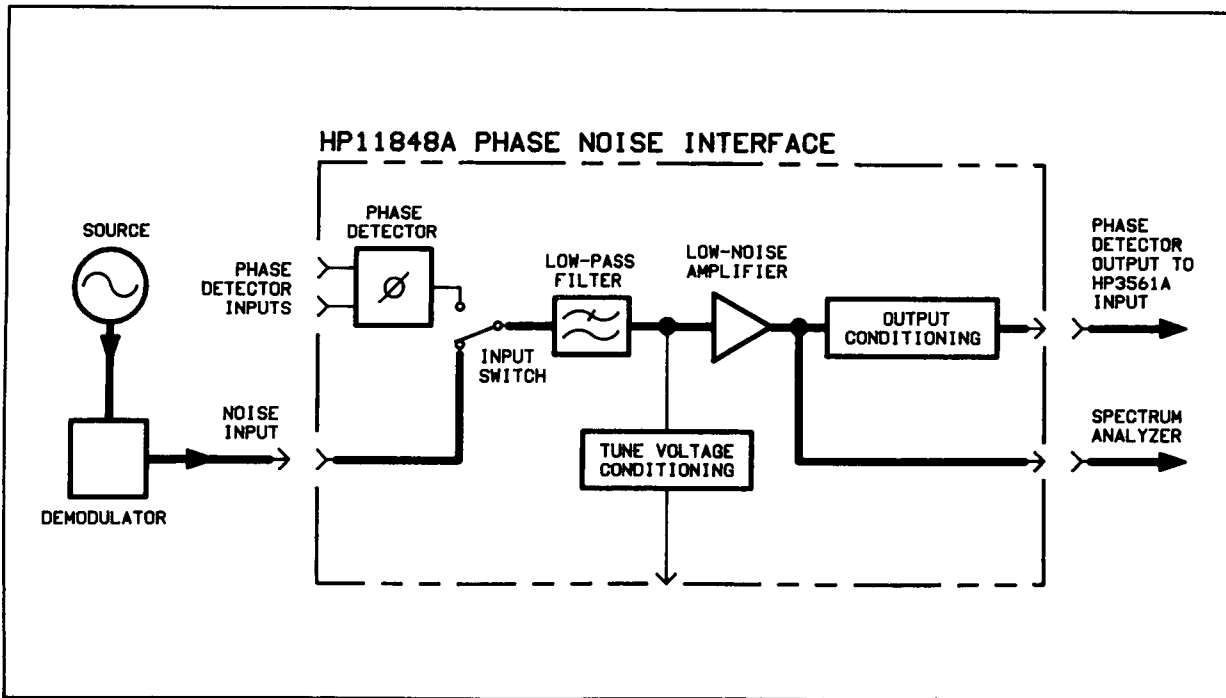 HP11848A PHASE NOISE INTERFACE
SOURCE
DEMODULATOR
NOISE
INPUT
PHASE
DETECTOR
INPUTS
PHASE
DETECTOR
INPUT
SWITCH
LOW-PASS
FILTER
LOW-NOISE
AMPLIFIER
TUNE VOLTAGE
CONDITIONING
OUTPUT
CONDITIONING
PHASE
DETECTOR
OUTPUT TO
HP3561A
INPUT
SPECTRUM
ANALYZER